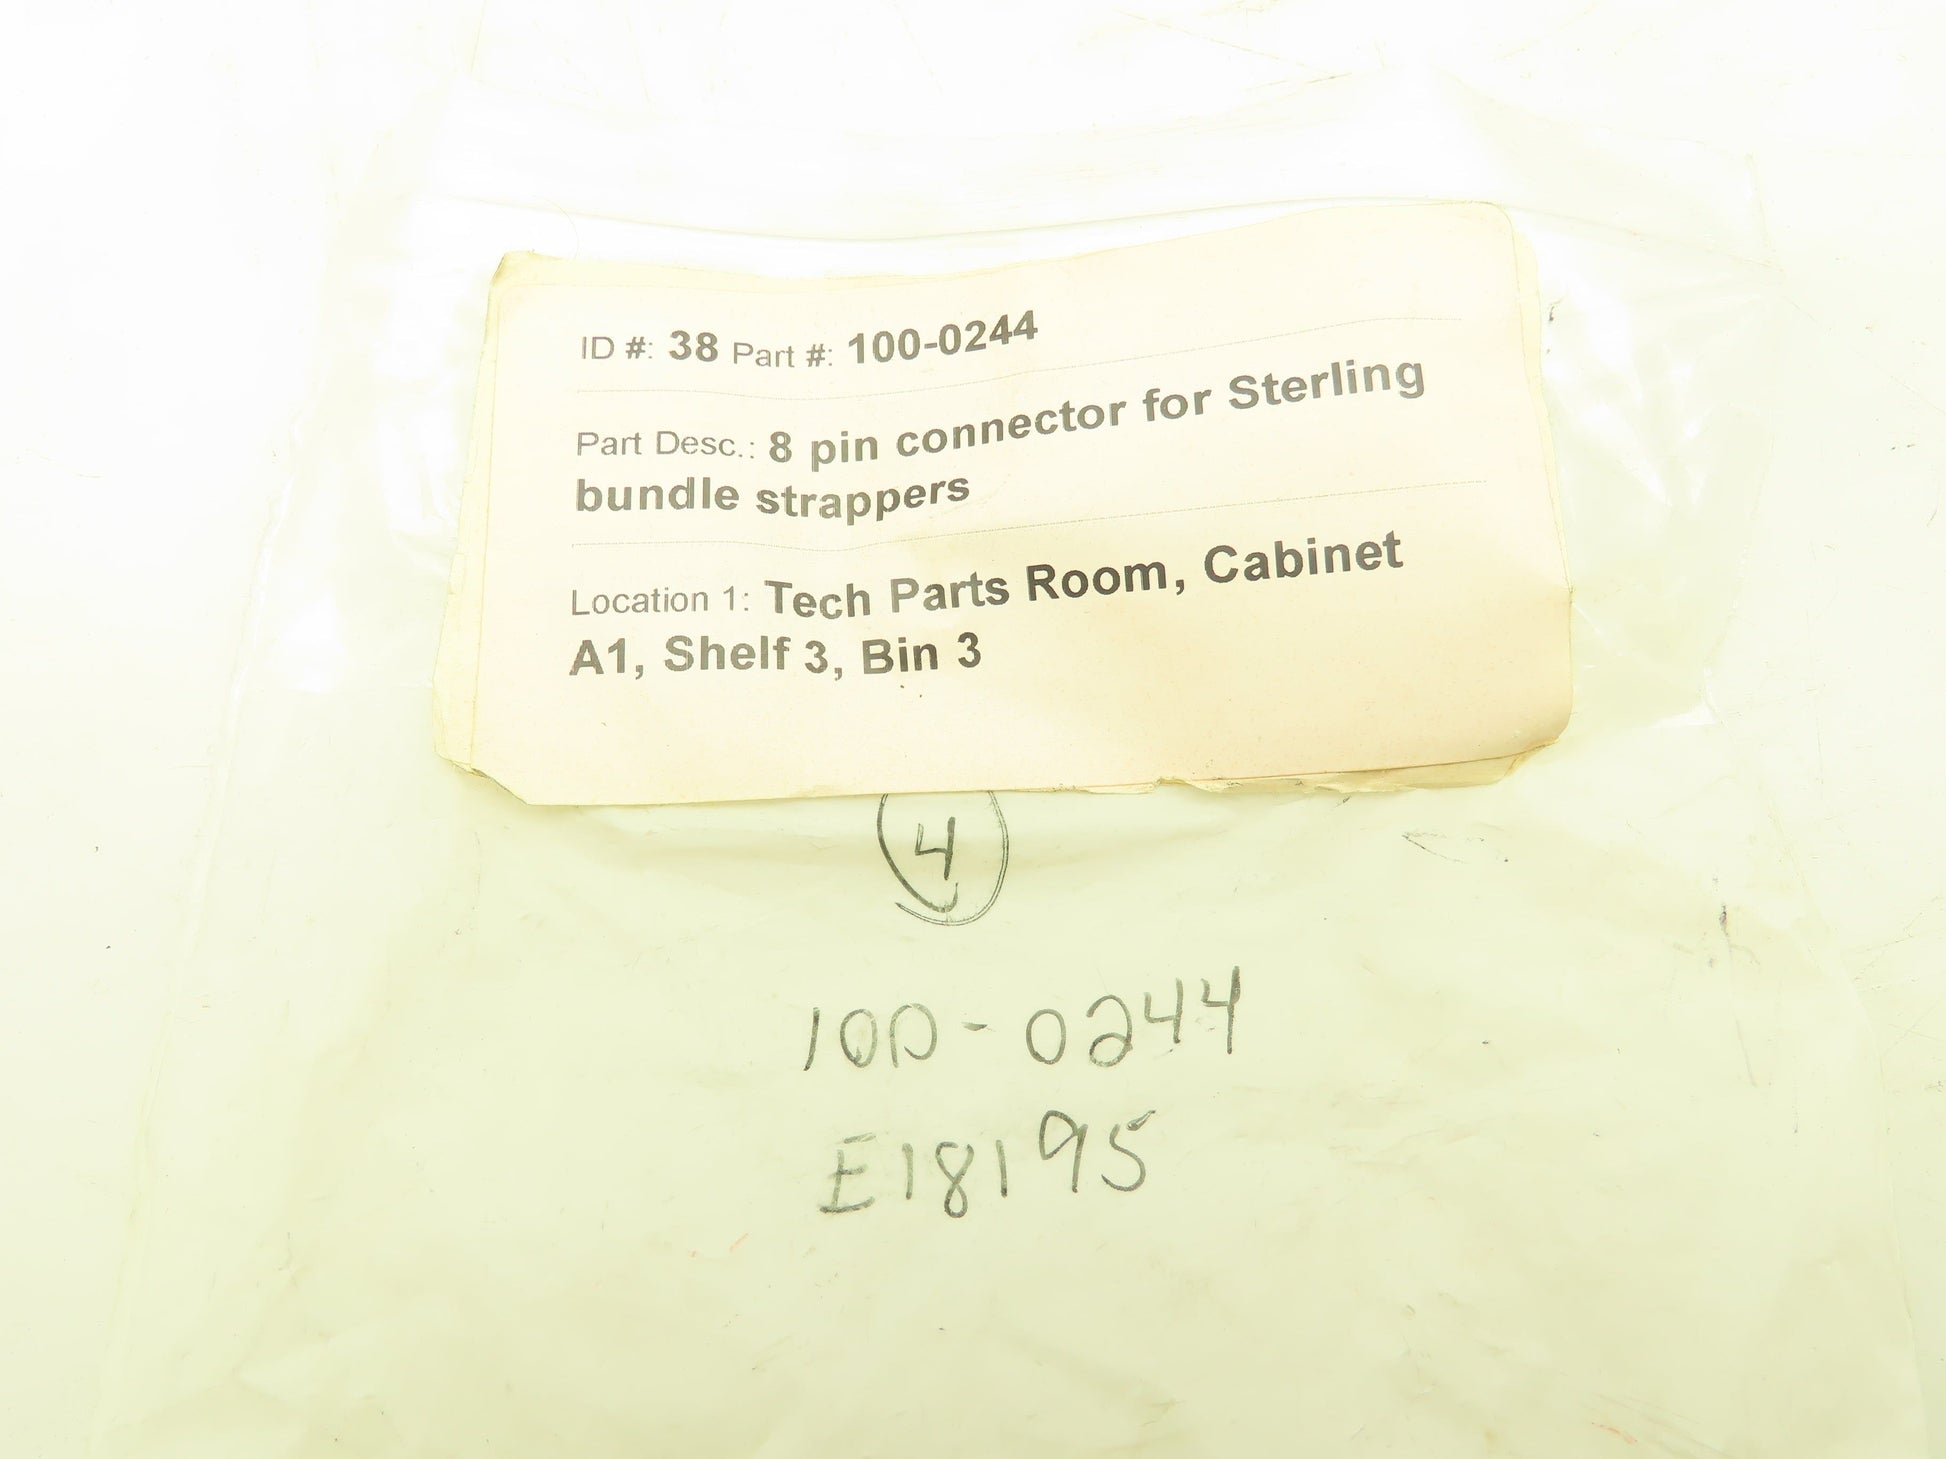 ID #: 38 Part #: 100-0244
Part Desc.: 8 pin connector for Sterling
bundle strappers
Location 1: Tech Parts Room, Cabinet
A1, Shelf 3, Bin 3
4
100-0244
E18195